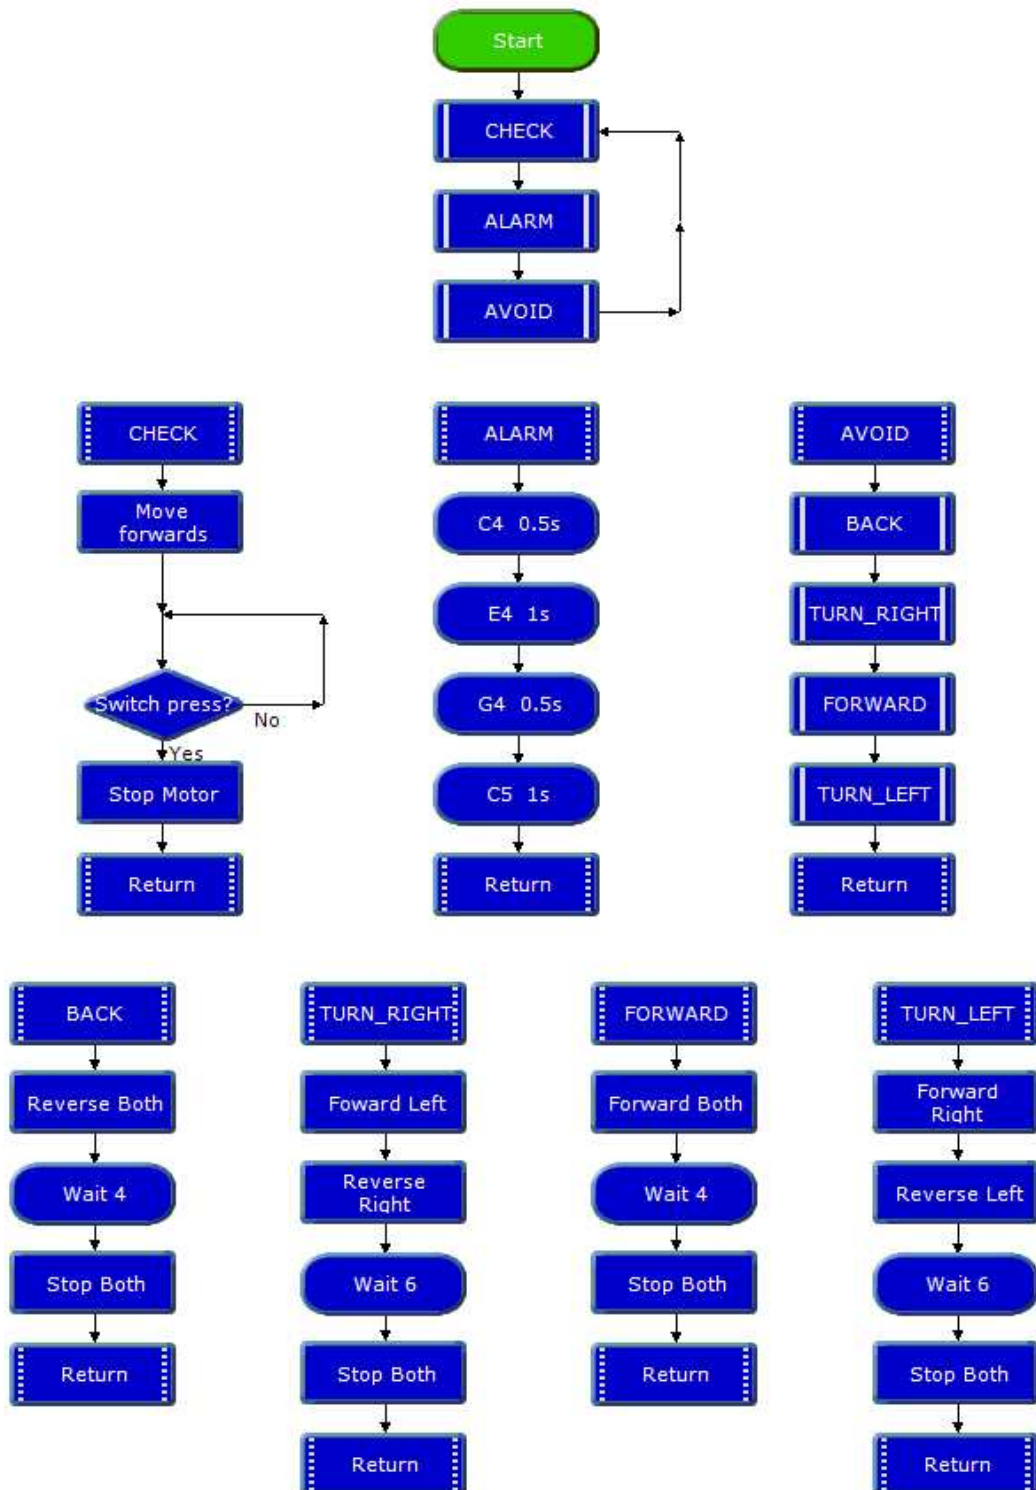 Start
CHECK
ALARM
AVOID
CHECK
Move
forwards
Switch press?
No
Yes
Stop Motor
Return
ALARM
C4 0.5s
E4 1s
G4 0.5s
C5 1s
Return
AVOID
BACK
TURN_RIGHT
FORWARD
TURN_LEFT
Return
BACK
Reverse Both
Wait 4
Stop Both
Return
TURN_RIGHT
Foward Left
Reverse
Right
Wait 6
Stop Both
Return
FORWARD
Forward Both
Wait 4
Stop Both
Return
TURN_LEFT
Forward
Right
Reverse Left
Wait 6
Stop Both
Return